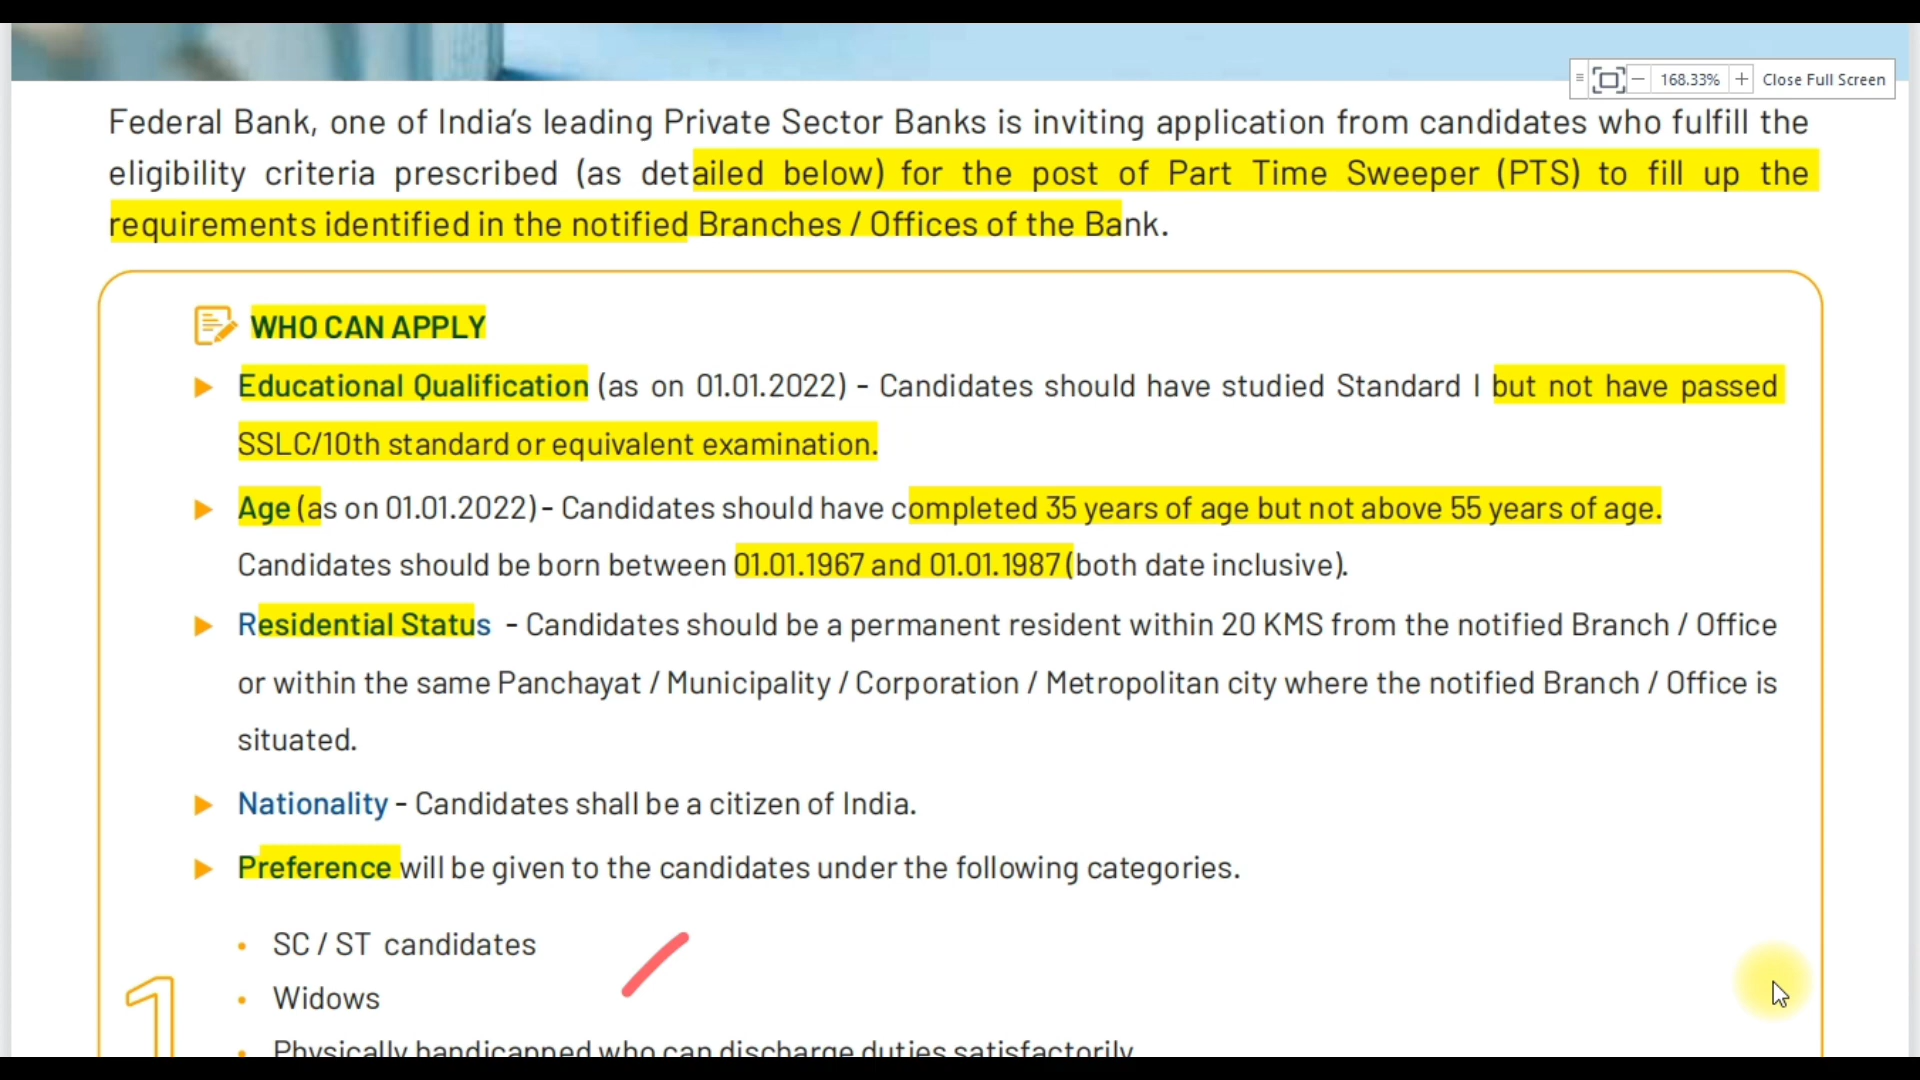 168.33%
Close Full Screen
Federal Bank, one of India's leading Private Sector Banks is inviting application from candidates who fulfill the
eligibility criteria prescribed (as detailed below) for the post of Part Time Sweeper (PTS) to fill up the
requirements identified in the notified Branches / Offices of the Bank.
WHO CAN APPLY
Educational Qualification (as on 01.01.2022) - Candidates should have studied Standard I but not have passed
SSLC/10th standard or equivalent examination.
Age (as on 01.01.2022) - Candidates should have completed 35 years of age but not above 55 years of age.
Candidates should be born between 01.01.1967 and 01.01.1987 (both date inclusive).
Residential Status - Candidates should be a permanent resident within 20 KMS from the notified Branch / Office
or within the same Panchayat / Municipality / Corporation / Metropolitan city where the notified Branch / Office is
situated.
Nationality - Candidates shall be a citizen of India.
Preference will be given to the candidates under the following categories.
• SC / ST candidates
• Widows
• Physically handicapped who can discharge duties satisfactorily
1